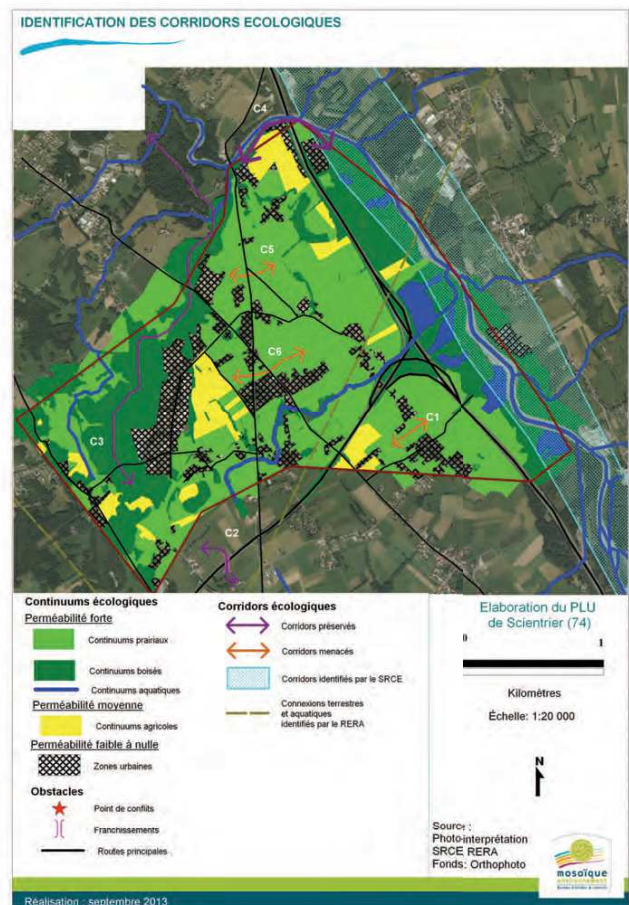 IDENTIFICATION DES CORRIDORS ECOLOGIQUES
C4
C5
C6
C1
C3
C2
Continuums écologiques
Perméabilité forte
Continuums prairiaux
Continuums boisés
Continuums aquatiques
Perméabilité moyenne
Continuums agricoles
Perméabilité faible à nulle
Zones urbaines
Obstacles
Point de conflits
Franchissements
Routes principales
Corridors écologiques
Corridors préservés
Corridors menacés
Corridors identifiés par le SRCE
Connexions terrestres
et aquatiques
identifiés par le RERA
Elaboration du PLU
de Scientrier (74)
0 1
Kilomètres
Échelle: 1:20 000
N
Source :
Photo-interprétation
SRCE RERA
Fonds: Orthophoto
mosaïque
environnement
Réalisation : septembre 2013